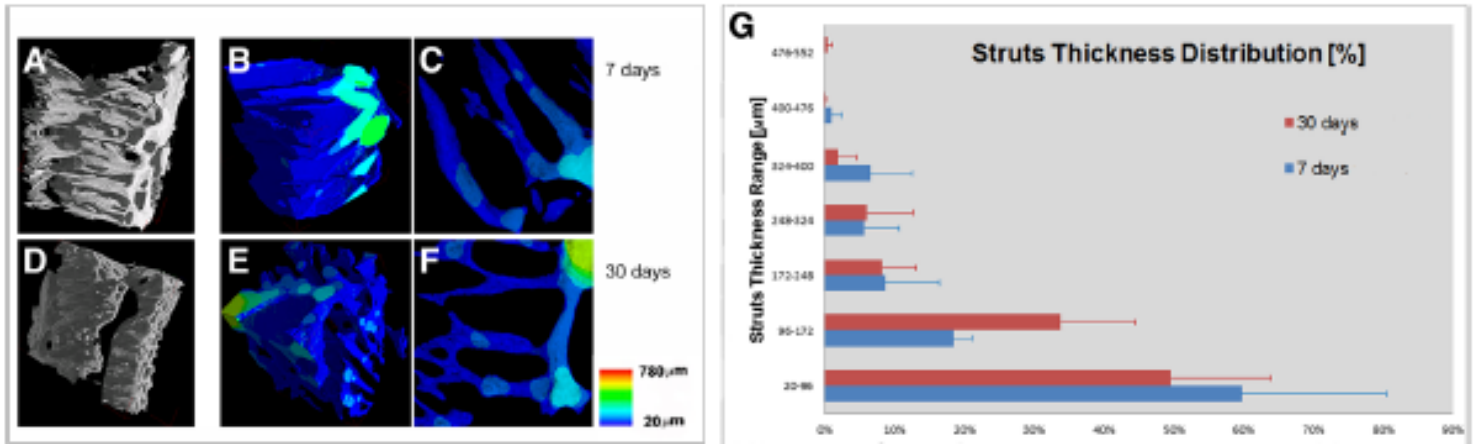 A
B
C
7 days
D
E
F
30 days
780μm
20μm
G
Struts Thickness Distribution [%]
Struts Thickness Range [μm]
476-552
400-476
324-400
248-324
172-248
96-172
20-96
30 days
7 days
0%
10%
20%
30%
40%
50%
60%
70%
80%
90%